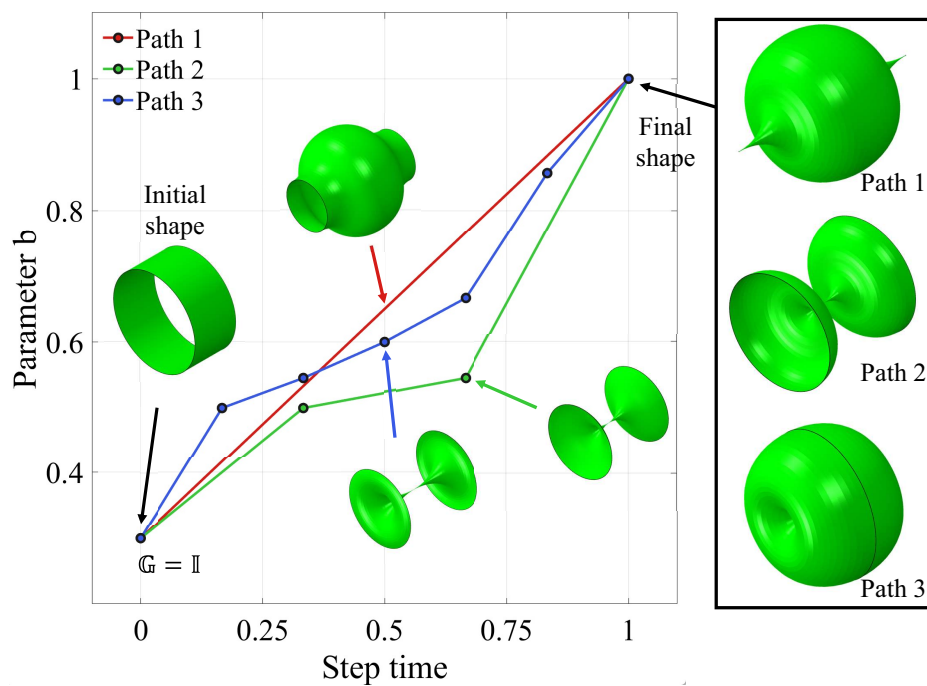 Path 1
Path 2
Path 3
Initial
shape
Final
shape
𝔾 = 𝕀
Parameter b
1
0.8
0.6
0.4
0
0.25
0.5
0.75
1
Step time
Path 1
Path 2
Path 3